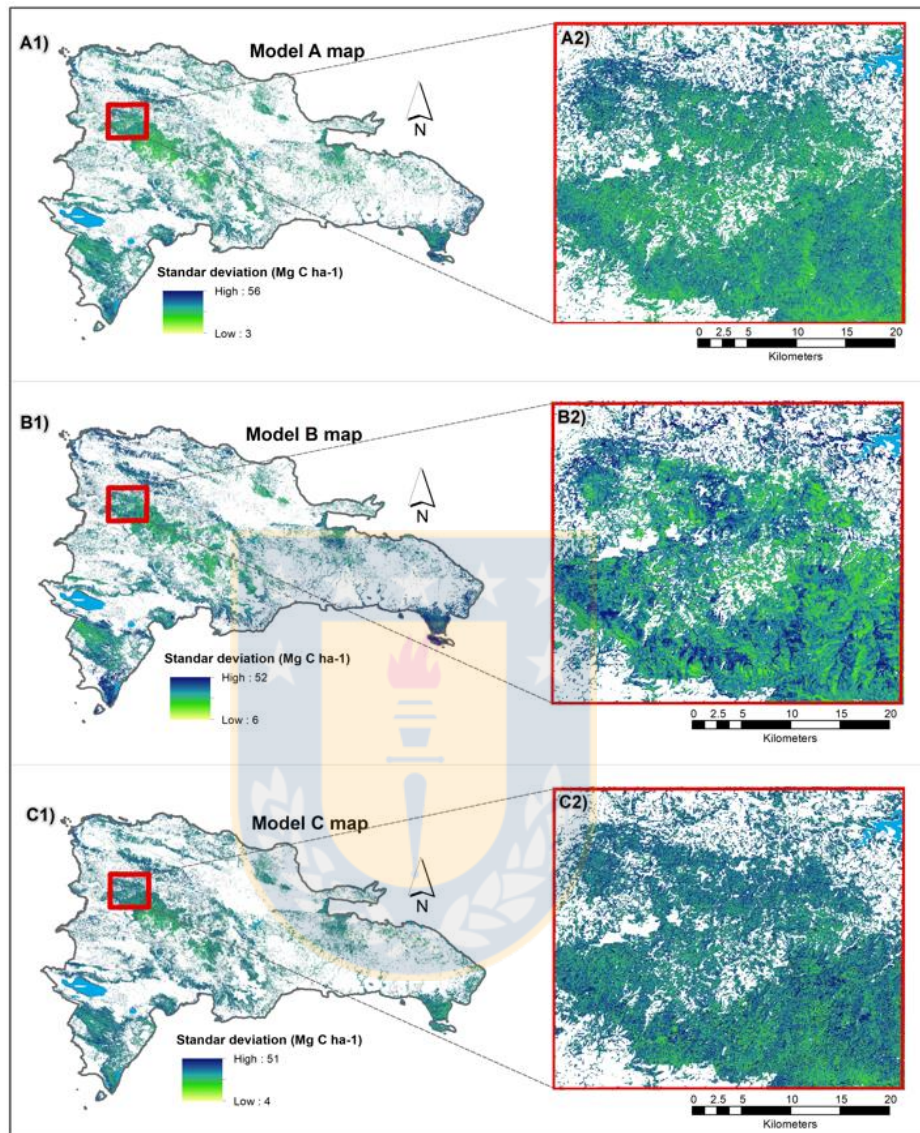 A1)
Model A map
N
Standar deviation (Mg C ha-1)
High : 56
Low : 3
A2)
0 2.5 5 10 15 20
Kilometers
B1)
Model B map
N
Standar deviation (Mg C ha-1)
High : 52
Low : 6
B2)
0 2.5 5 10 15 20
Kilometers
C1)
Model C map
N
Standar deviation (Mg C ha-1)
High : 51
Low : 4
C2)
0 2.5 5 10 15 20
Kilometers